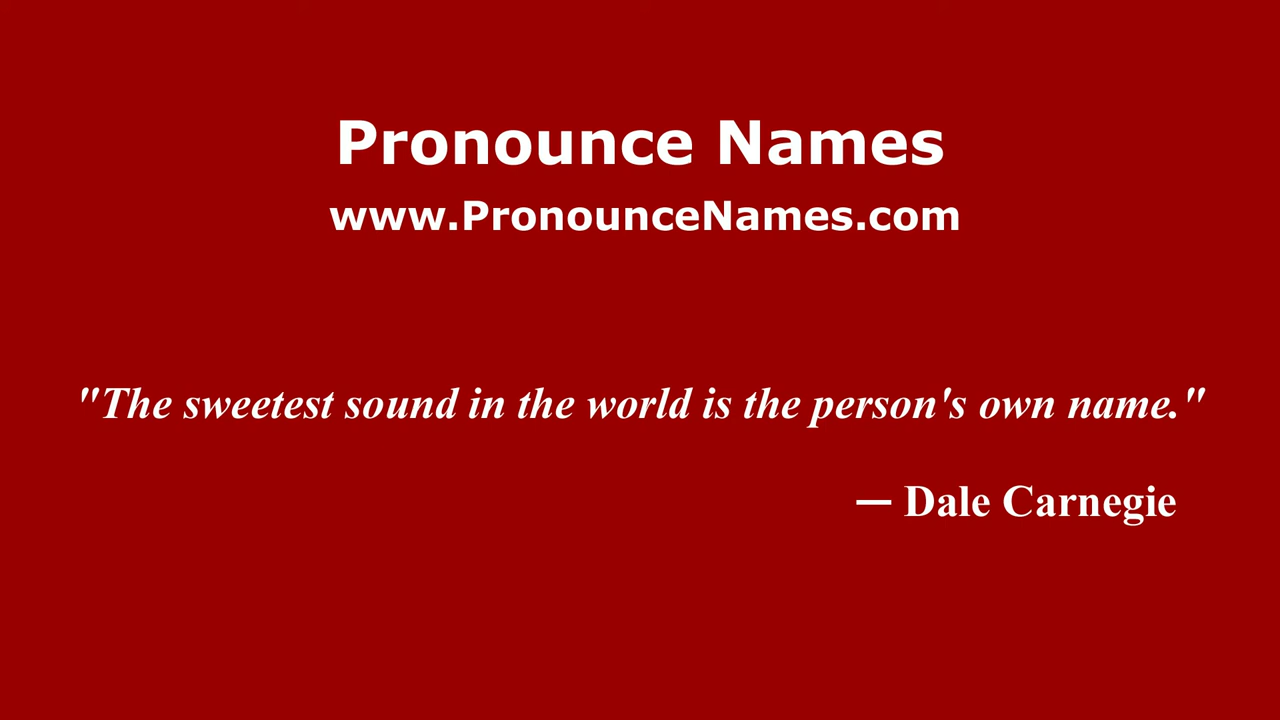 Pronounce Names
www.PronounceNames.com
"The sweetest sound in the world is the person's own name."
— Dale Carnegie